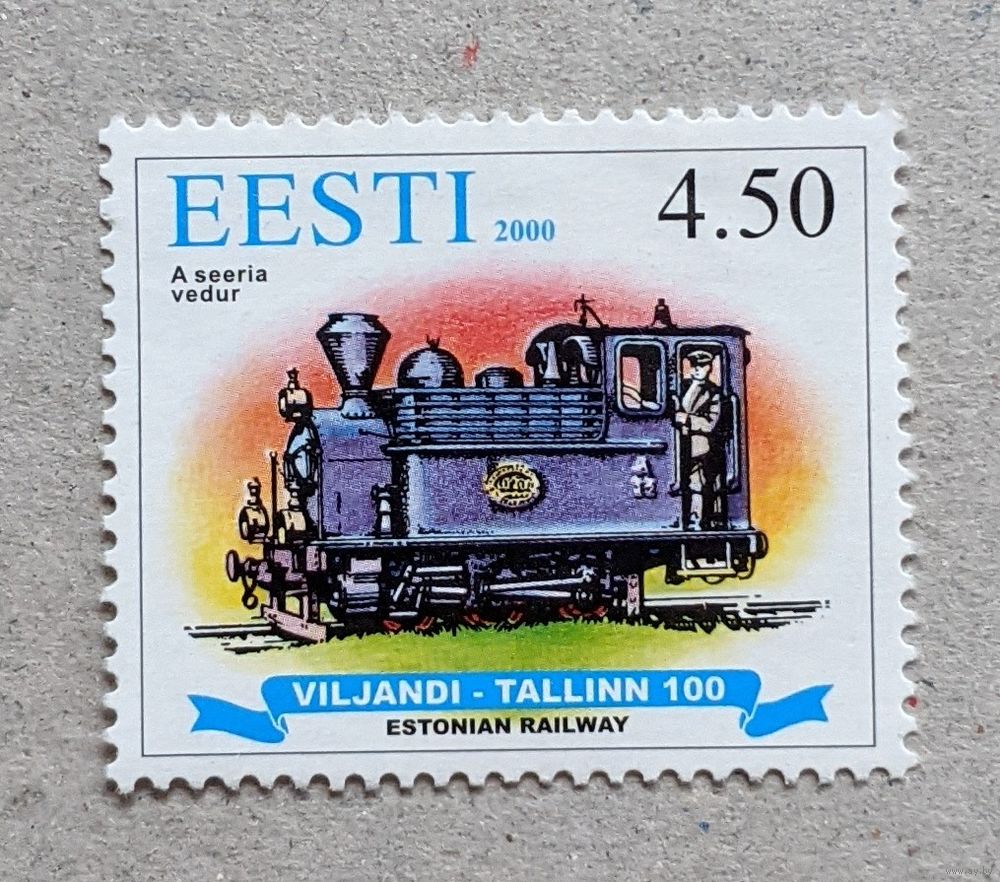 EESTI 2000 4.50
A seeria
vedur
VILJANDI - TALLINN 100
ESTONIAN RAILWAY